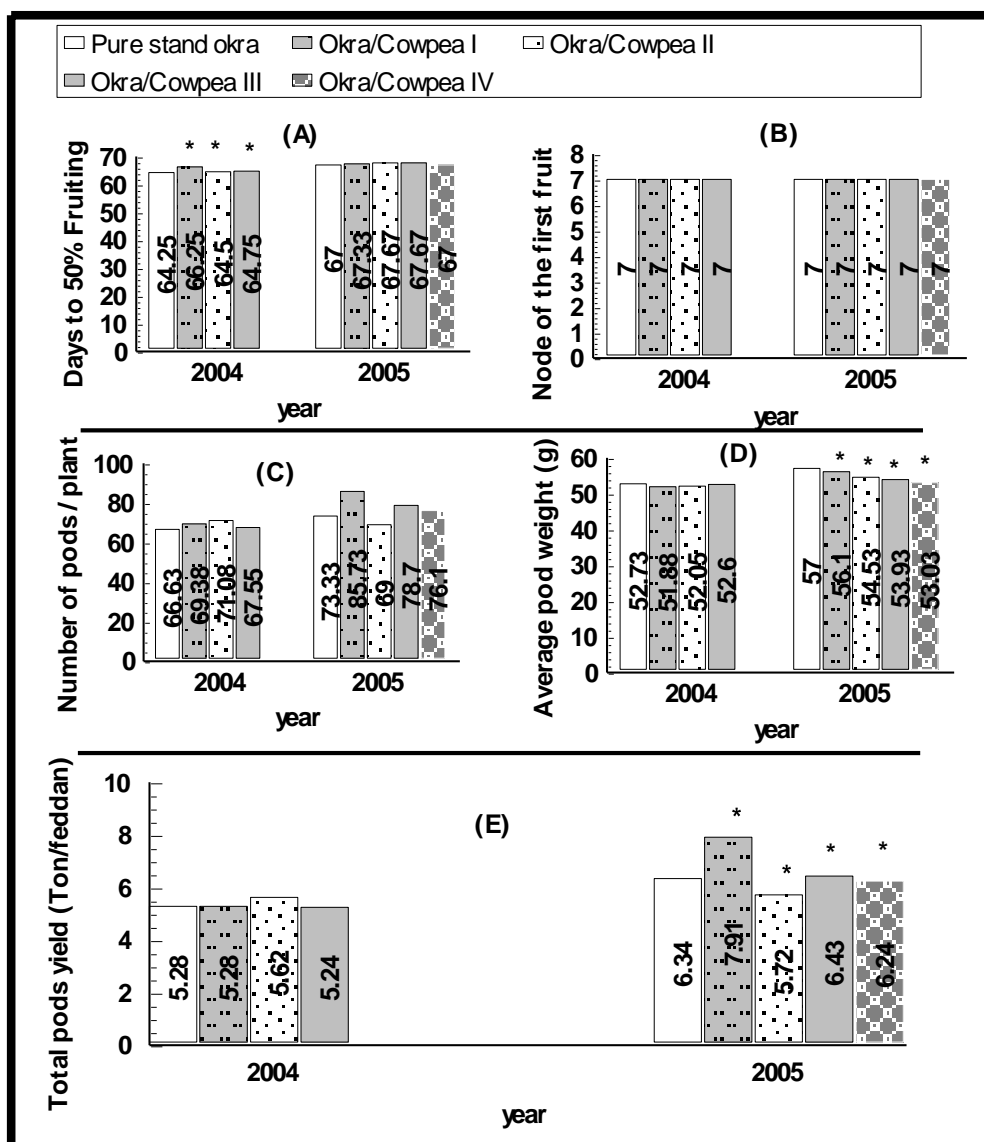 Pure stand okra Okra/Cowpea I Okra/Cowpea II
Okra/Cowpea III Okra/Cowpea IV
(A)
* * *
Days to 50% Fruiting
70
60
50
40
30
20
10
0
64.25 66.25 64.5 64.75
67 67.33 67.67 67.67 67
2004 2005
year
(B)
Node of the first fruit
8
7
6
5
4
3
2
1
0
7 7 7 7
7 7 7 7 7
2004 2005
year
(C)
Number of pods / plant
100
80
60
40
20
0
66.63 69.38 71.08 67.55
73.33 85.73 69 78.7 76.1
2004 2005
year
(D)
* * * *
Average pod weight (g)
60
50
40
30
20
10
0
52.73 51.88 52.05 52.6
57 56.1 54.53 53.93 53.03
2004 2005
year
(E)
* * * *
Total pods yield (Ton/feddan)
10
8
6
4
2
0
5.28 5.28 5.62 5.24
6.34 7.91 5.72 6.43 6.24
2004 2005
year